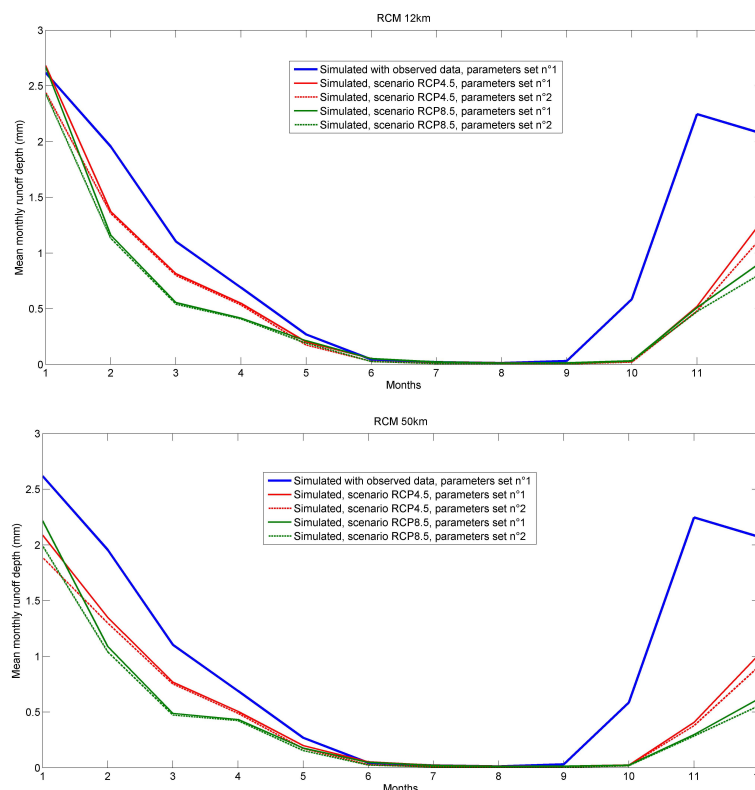 RCM 12km
3
2.5
2
1.5
1
0.5
0
Mean monthly runoff depth (mm)
Simulated with observed data, parameters set n°1
Simulated, scenario RCP4.5, parameters set n°1
Simulated, scenario RCP4.5, parameters set n°2
Simulated, scenario RCP8.5, parameters set n°1
Simulated, scenario RCP8.5, parameters set n°2
1 2 3 4 5 6 7 8 9 10 11
Months
RCM 50km
3
2.5
2
1.5
1
0.5
0
Mean monthly runoff depth (mm)
Simulated with observed data, parameters set n°1
Simulated, scenario RCP4.5, parameters set n°1
Simulated, scenario RCP4.5, parameters set n°2
Simulated, scenario RCP8.5, parameters set n°1
Simulated, scenario RCP8.5, parameters set n°2
1 2 3 4 5 6 7 8 9 10 11
Months